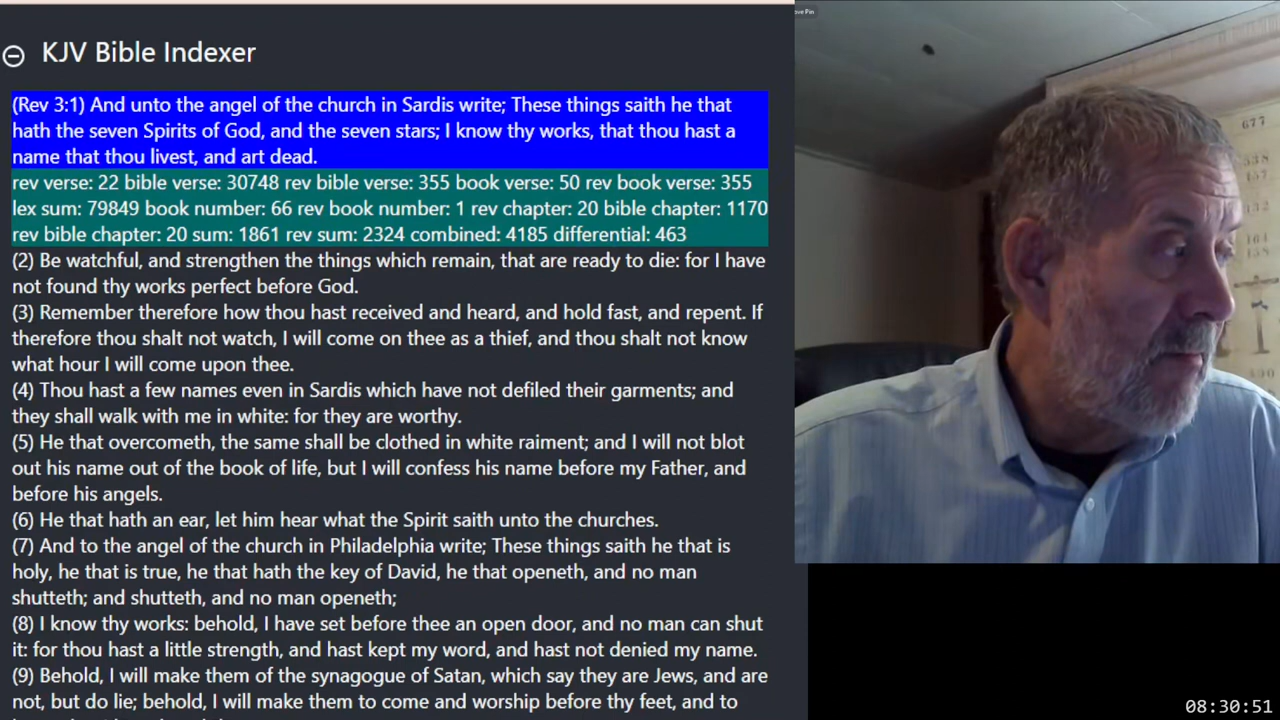 KJV Bible Indexer
(Rev 3:1) And unto the angel of the church in Sardis write; These things saith he that
hath the seven Spirits of God, and the seven stars; I know thy works, that thou hast a
name that thou livest, and art dead.
rev verse: 22 bible verse: 30748 rev bible verse: 355 book verse: 50 rev book verse: 355
lex sum: 79849 book number: 66 rev book number: 1 rev chapter: 20 bible chapter: 1170
rev bible chapter: 20 sum: 1861 rev sum: 2324 combined: 4185 differential: 463
(2) Be watchful, and strengthen the things which remain, that are ready to die: for I have
not found thy works perfect before God.
(3) Remember therefore how thou hast received and heard, and hold fast, and repent. If
therefore thou shalt not watch, I will come on thee as a thief, and thou shalt not know
what hour I will come upon thee.
(4) Thou hast a few names even in Sardis which have not defiled their garments; and
they shall walk with me in white: for they are worthy.
(5) He that overcometh, the same shall be clothed in white raiment; and I will not blot
out his name out of the book of life, but I will confess his name before my Father, and
before his angels.
(6) He that hath an ear, let him hear what the Spirit saith unto the churches.
(7) And to the angel of the church in Philadelphia write; These things saith he that is
holy, he that is true, he that hath the key of David, he that openeth, and no man
shutteth; and shutteth, and no man openeth;
(8) I know thy works: behold, I have set before thee an open door, and no man can shut
it: for thou hast a little strength, and hast kept my word, and hast not denied my name.
(9) Behold, I will make them of the synagogue of Satan, which say they are Jews, and are
not, but do lie; behold, I will make them to come and worship before thy feet, and to
677
08:30:51